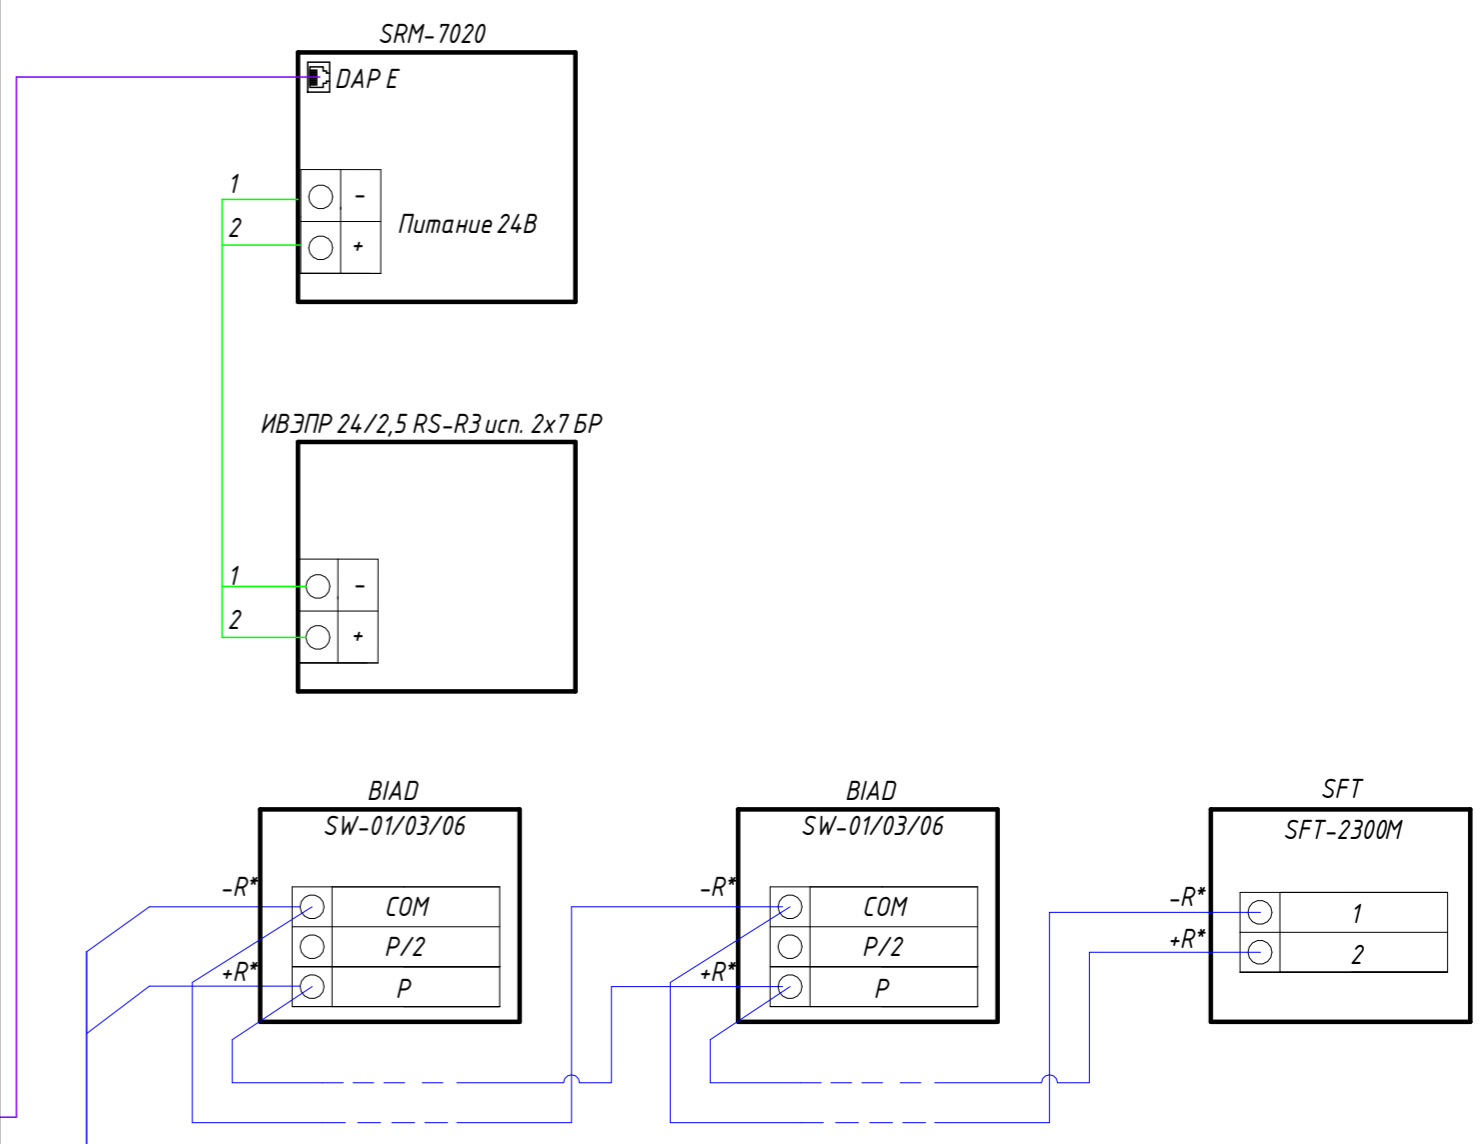 SRM-7020
DAP E
1
-
Питание 24В
2
+
ИВЭПР 24/2,5 RS-R3 исп. 2х7 БР
1
-
2
+
BIAD
SW-01/03/06
-R*
COM
P/2
+R*
P
BIAD
SW-01/03/06
-R*
COM
P/2
+R*
P
SFT
SFT-2300M
-R*
1
+R*
2